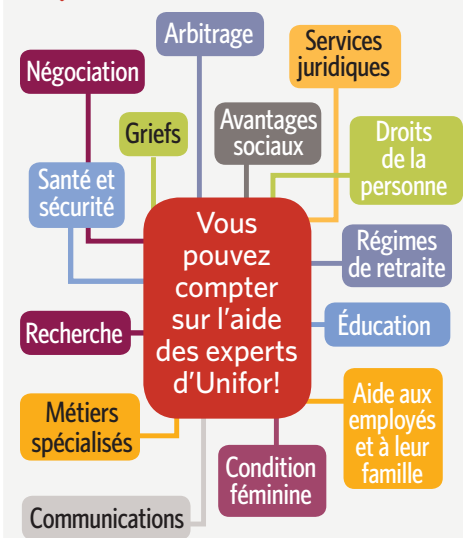 Arbitrage
Services
juridiques
Négociation
Griefs
Avantages
sociaux
Droits
de la
personne
Santé et
sécurité
Vous
pouvez
compter
sur l'aide
des experts
d'Unifor!
Régimes
de retraite
Recherche
Éducation
Métiers
spécialisés
Aide aux
employés
et à leur
famille
Condition
féminine
Communications